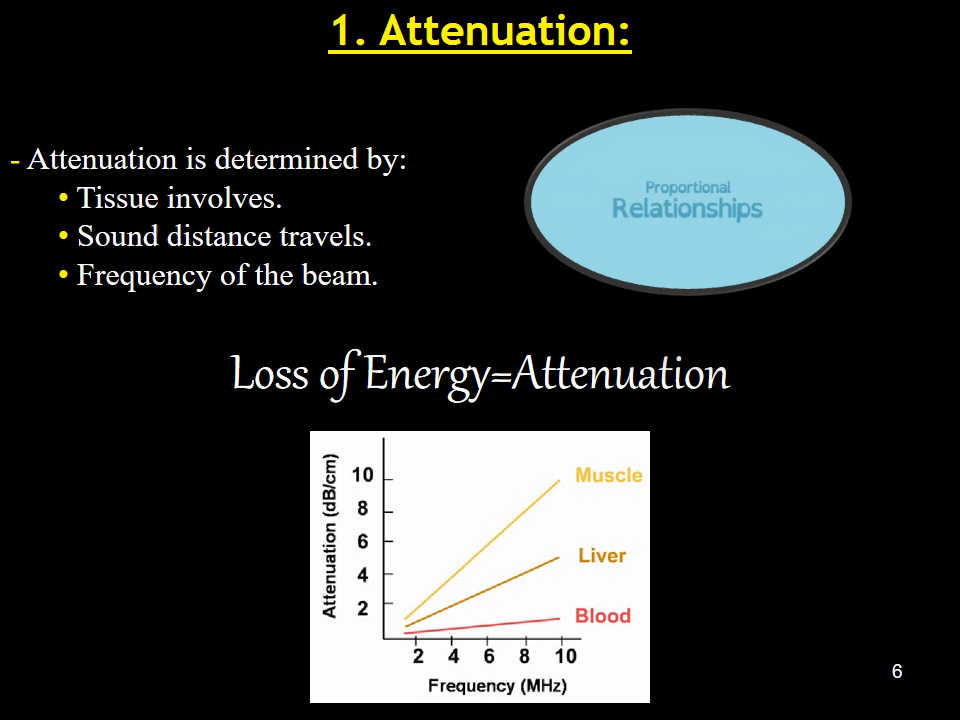 1. Attenuation:
- Attenuation is determined by:
• Tissue involves.
• Sound distance travels.
• Frequency of the beam.
Proportional
Relationships
Loss of Energy=Attenuation
Attenuation (dB/cm)
10
8
6
4
2
Muscle
Liver
Blood
2 4 6 8 10
Frequency (MHz)
6